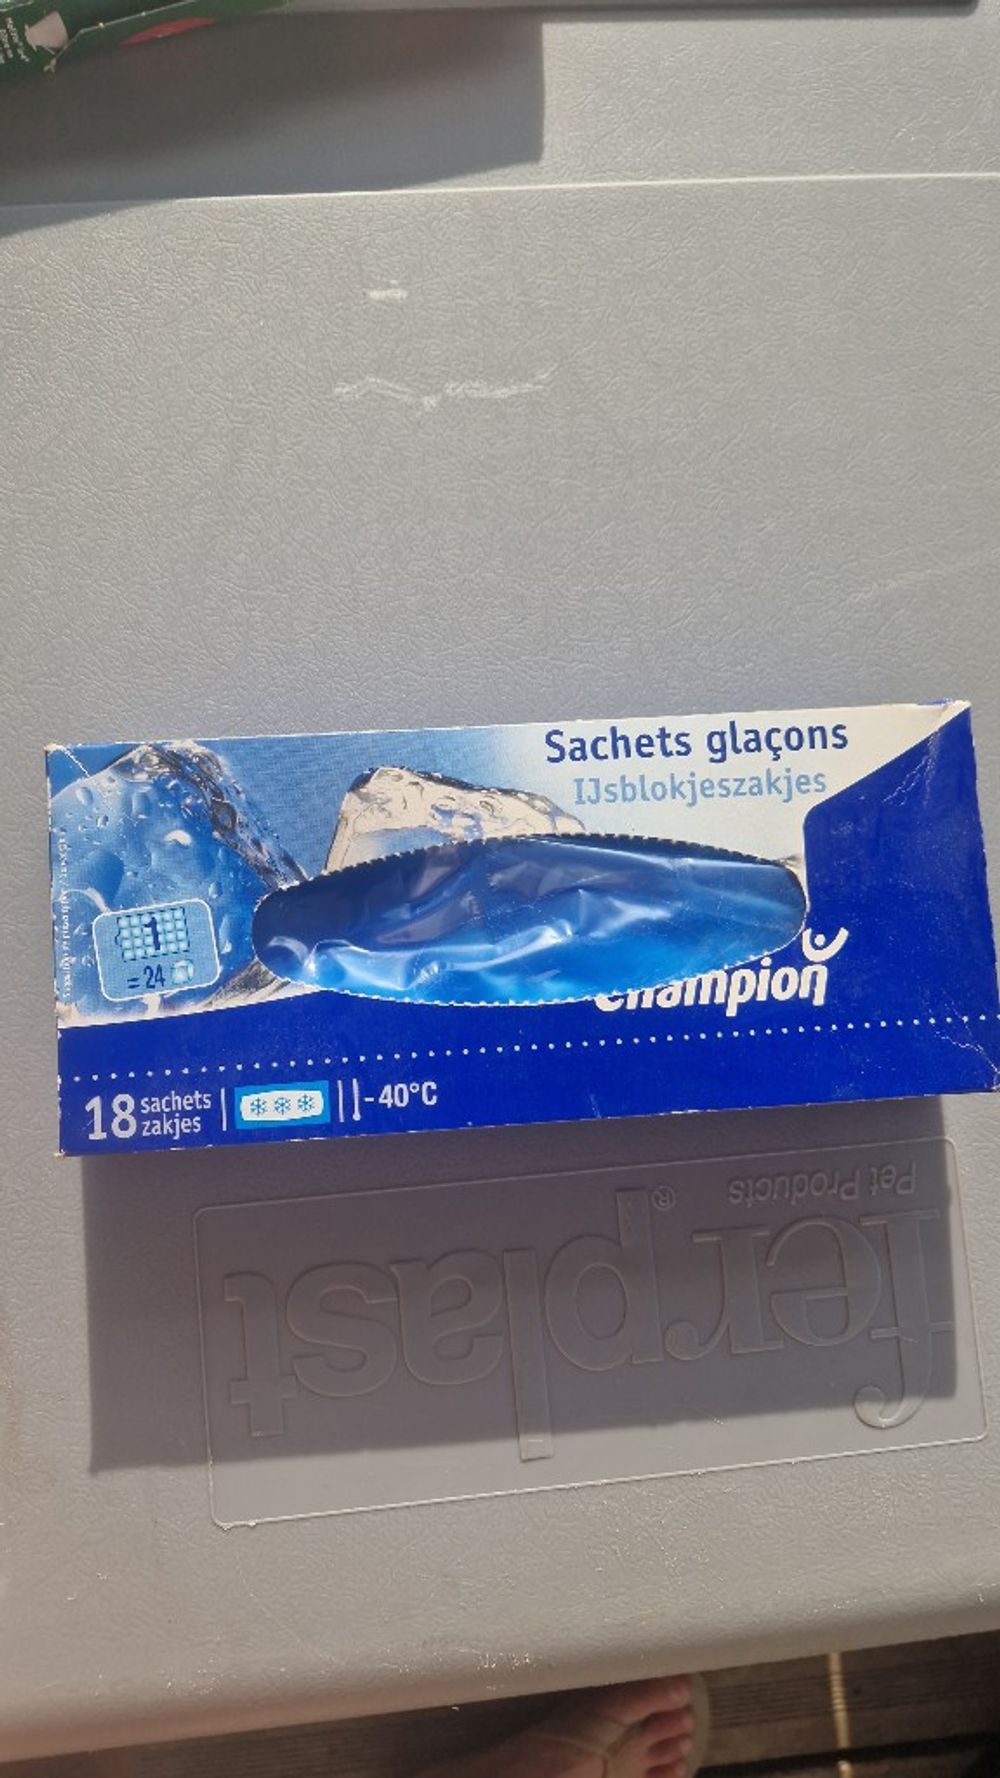 Sachets glaçons
IJsblokjeszakjes
1
= 24
Champion
18 sachets
zakjes
-40°C
Pet Products
ferplast®